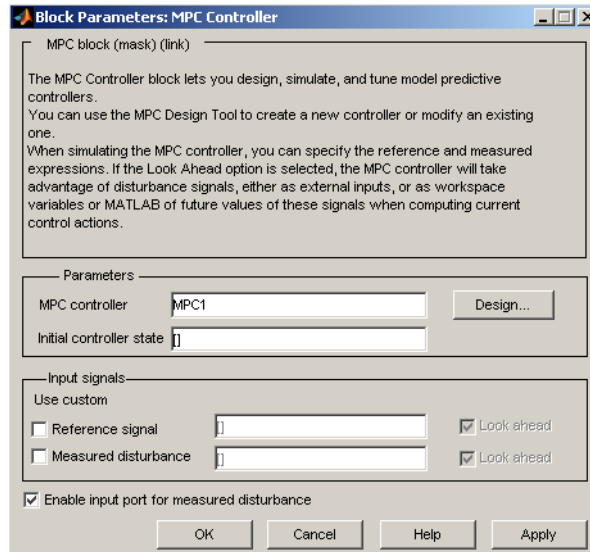 Block Parameters: MPC Controller
MPC block (mask) (link)
The MPC Controller block lets you design, simulate, and tune model predictive
controllers.
You can use the MPC Design Tool to create a new controller or modify an existing
one.
When simulating the MPC controller, you can specify the reference and measured
expressions. If the Look Ahead option is selected, the MPC controller will take
advantage of disturbance signals, either as external inputs, or as workspace
variables or MATLAB of future values of these signals when computing current
control actions.
Parameters
MPC controller MPC1 Design...
Initial controller state []
Input signals
Use custom
Reference signal [] Look ahead
Measured disturbance [] Look ahead
Enable input port for measured disturbance
OK Cancel Help Apply